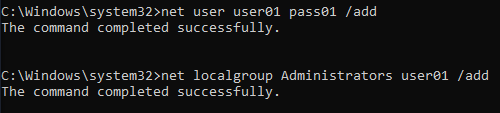 C:\Windows\system32>net user user01 pass01 /add
The command completed successfully.
C:\Windows\system32>net localgroup Administrators user01 /add
The command completed successfully.